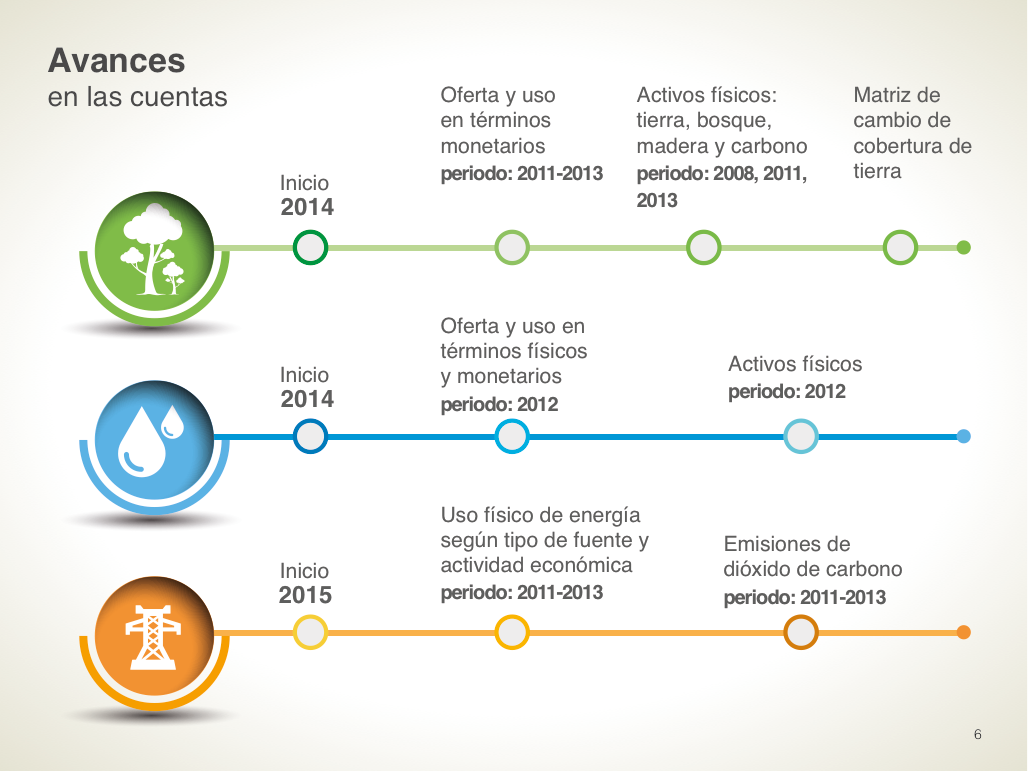 Avances
en las cuentas
Oferta y uso
en términos
monetarios
periodo: 2011-2013
Activos físicos:
tierra, bosque,
madera y carbono
periodo: 2008, 2011,
2013
Matriz de
cambio de
cobertura de
tierra
Inicio
2014
Oferta y uso en
términos físicos
y monetarios
periodo: 2012
Activos físicos
periodo: 2012
Inicio
2014
Uso físico de energía
según tipo de fuente y
actividad económica
periodo: 2011-2013
Emisiones de
dióxido de carbono
periodo: 2011-2013
Inicio
2015
6